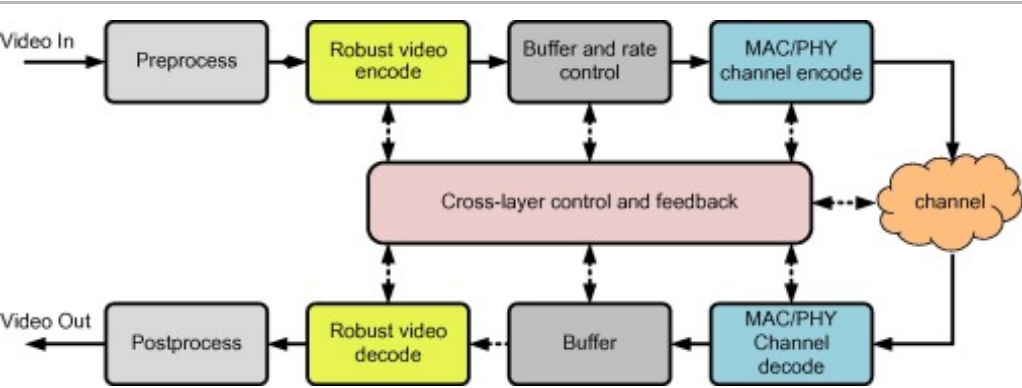 Video In
Preprocess
Robust video
encode
Buffer and rate
control
MAC/PHY
channel encode
Cross-layer control and feedback
channel
Video Out
Postprocess
Robust video
decode
Buffer
MAC/PHY
Channel
decode